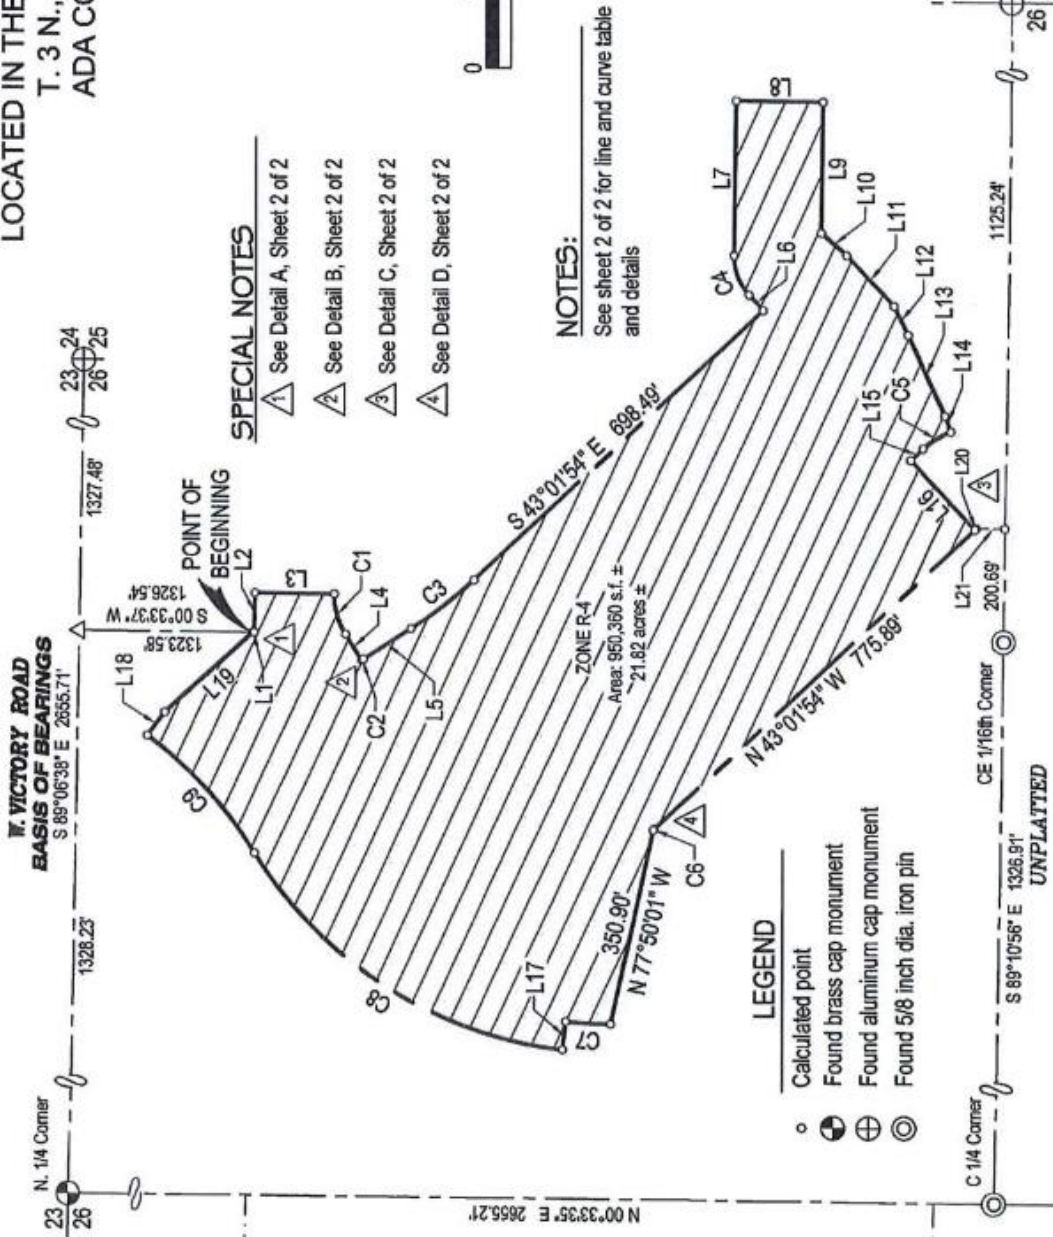 LOCATED IN THE
T. 3 N.,
ADA CO
W. VICTORY ROAD
BASIS OF BEARINGS
S 89°06'38" E 2655.71'
N. 1/4 Corner
23
26
1328.23'
1327.48'
23 24
26 25
1323.58'
S 00°33'37" W
1326.54'
POINT OF
BEGINNING
L18
L19
L1
L2
L3
C1
L4
C2
L5
C3
C9
C8
1
2
SPECIAL NOTES
1 See Detail A, Sheet 2 of 2
2 See Detail B, Sheet 2 of 2
3 See Detail C, Sheet 2 of 2
4 See Detail D, Sheet 2 of 2
0
NOTES:
See sheet 2 of 2 for line and curve table
and details
S 43°01'54" E 698.49'
ZONE R-4
Area: 950,360 s.f. ±
21.82 acres ±
C4
L6
L7
L8
L9
L10
L11
L12
L13
L14
C5
L15
L16
L20
L21
3
N 43°01'54" W 775.89'
C6
4
350.90'
N 77°50'01" W
L17
C7
LEGEND
Calculated point
Found brass cap monument
Found aluminum cap monument
Found 5/8 inch dia. iron pin
N 00°33'35" E 2655.21'
C 1/4 Corner
S 89°10'56" E 1326.91'
UNPLATTED
CE 1/16th Corner
200.69'
1125.24'
26